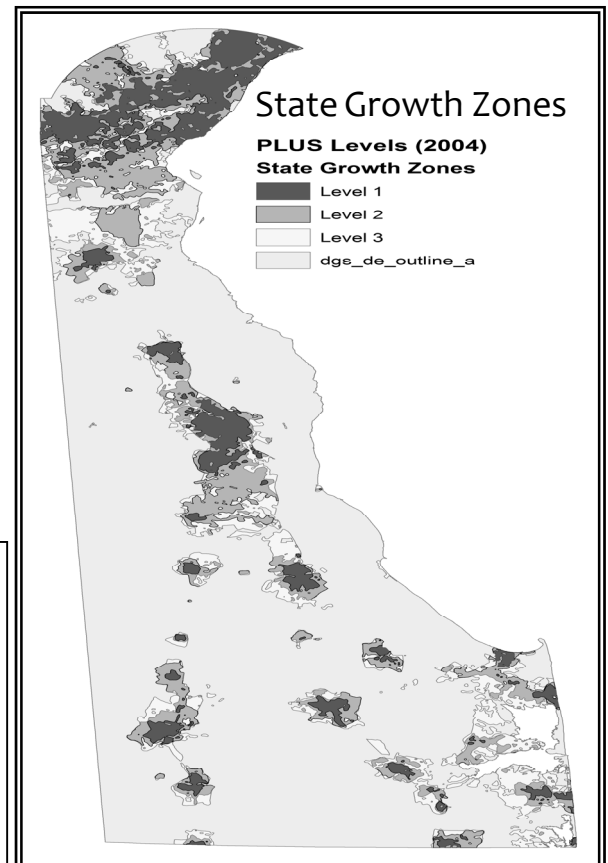 State Growth Zones
PLUS Levels (2004)
State Growth Zones
Level 1
Level 2
Level 3
dgs_de_outline_a